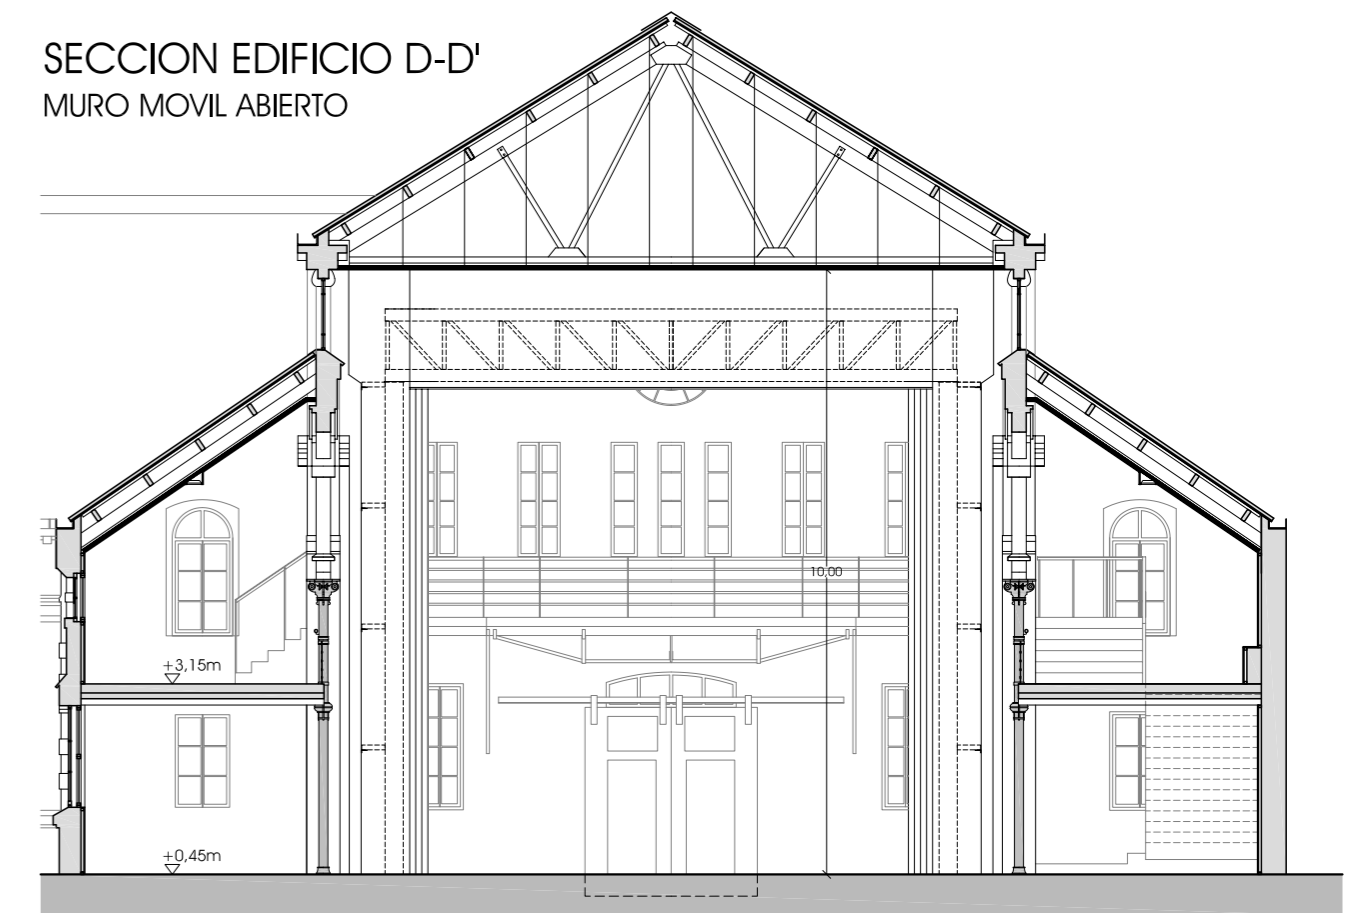 SECCION EDIFICIO D-D'
MURO MOVIL ABIERTO
10,00
+3,15m
+0,45m